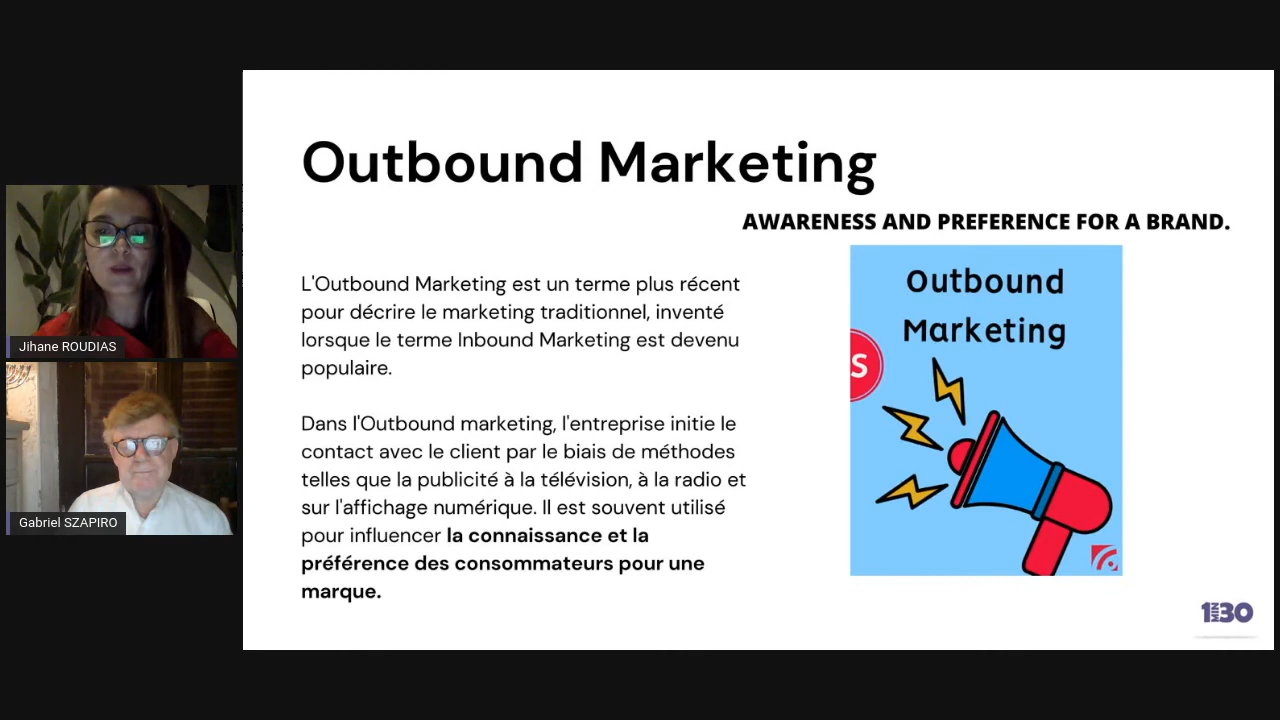 Outbound Marketing
AWARENESS AND PREFERENCE FOR A BRAND.
L'Outbound Marketing est un terme plus récent
pour décrire le marketing traditionnel, inventé
lorsque le terme Inbound Marketing est devenu
populaire.
Dans l'Outbound marketing, l'entreprise initie le
contact avec le client par le biais de méthodes
telles que la publicité à la télévision, à la radio et
sur l'affichage numérique. Il est souvent utilisé
pour influencer la connaissance et la
préférence des consommateurs pour une
marque.
Outbound
Marketing
S
1MIN30
Jihane ROUDIAS
Gabriel SZAPIRO